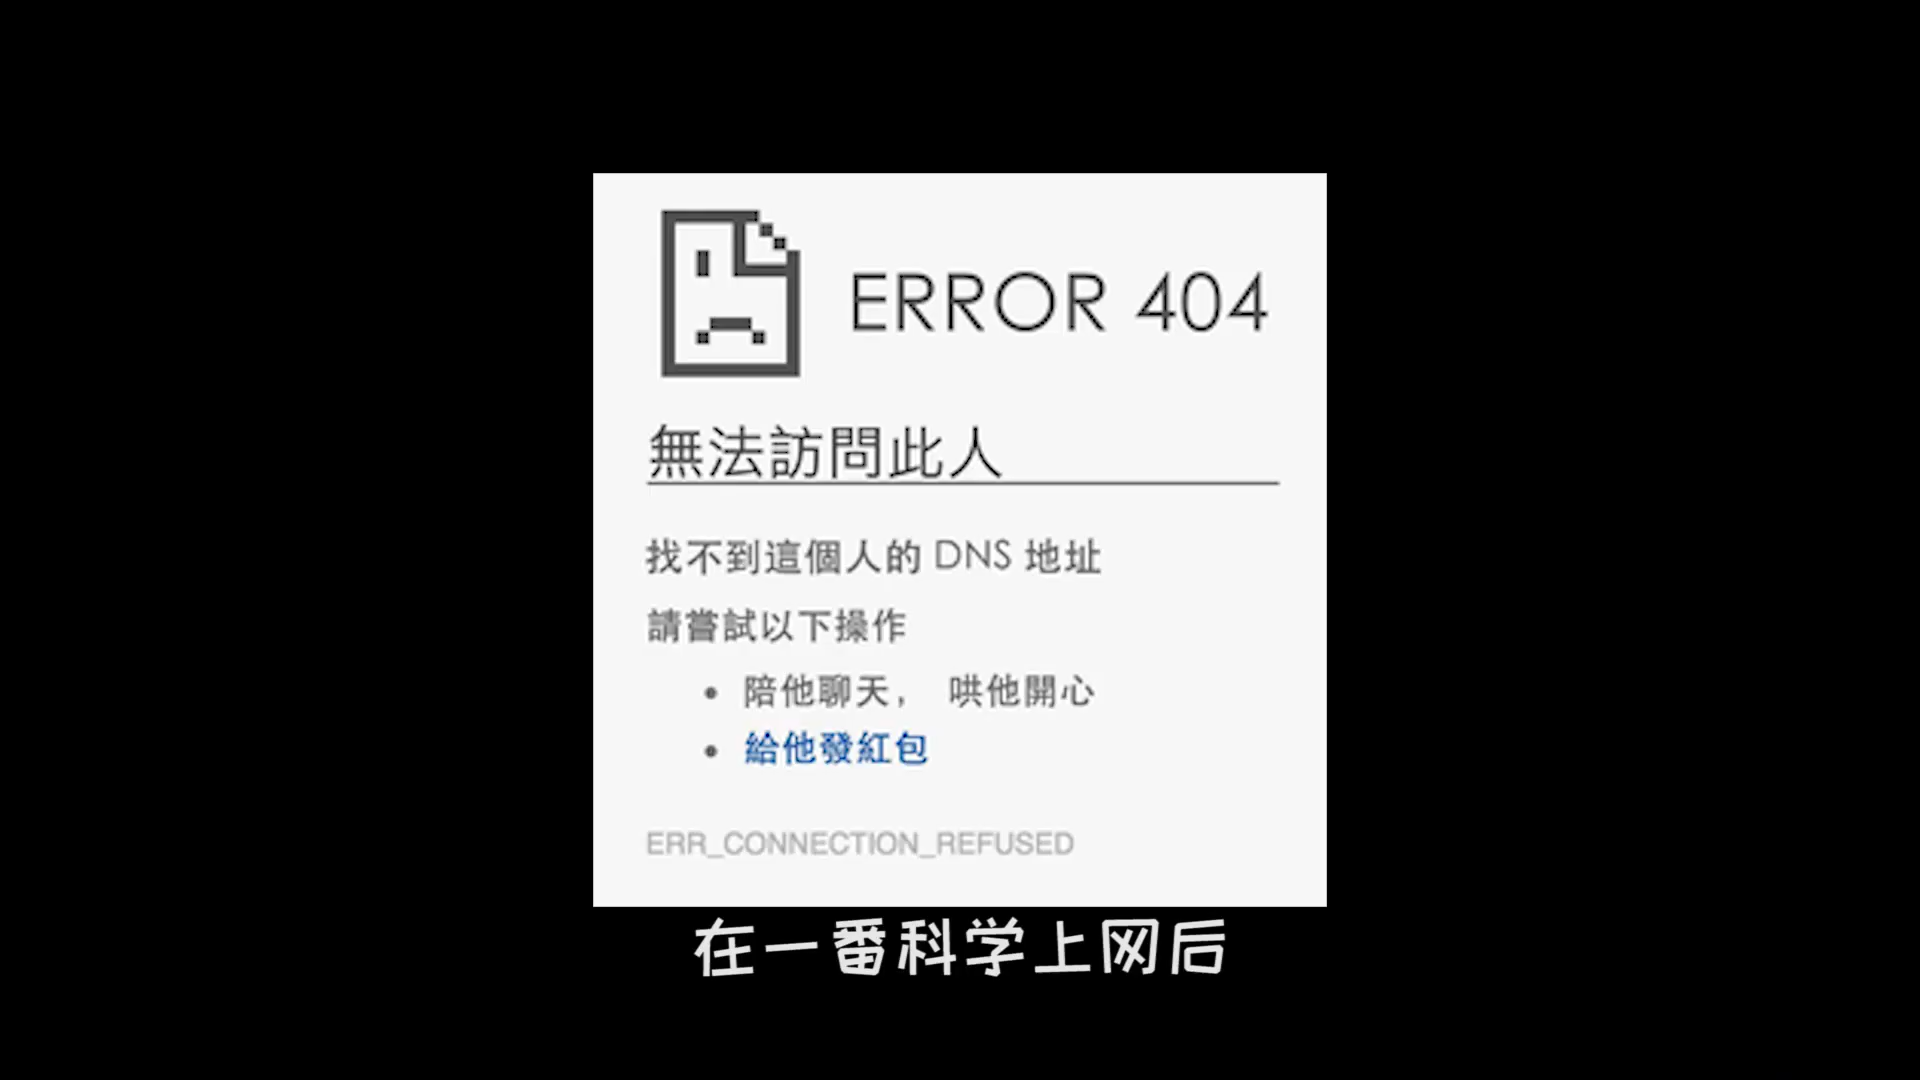 ERROR 404
無法訪問此人
找不到這個人的 DNS 地址
請嘗試以下操作
• 陪他聊天， 哄他開心
• 給他發紅包
ERR_CONNECTION_REFUSED
在一番科学上网后